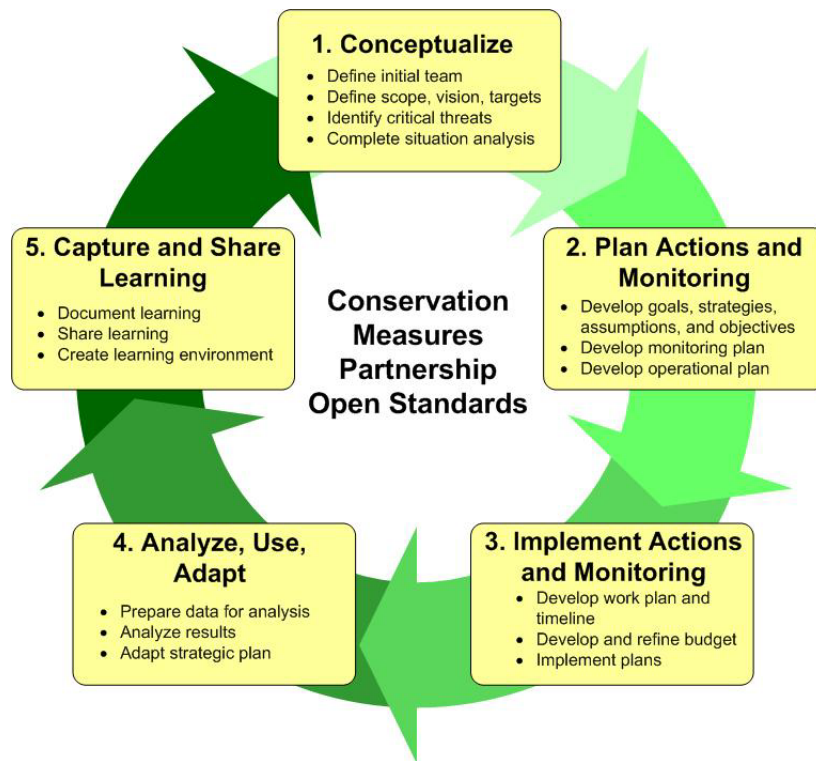 1. Conceptualize
• Define initial team
• Define scope, vision, targets
• Identify critical threats
• Complete situation analysis
2. Plan Actions and
Monitoring
• Develop goals, strategies,
assumptions, and objectives
• Develop monitoring plan
• Develop operational plan
3. Implement Actions
and Monitoring
• Develop work plan and
timeline
• Develop and refine budget
• Implement plans
4. Analyze, Use,
Adapt
• Prepare data for analysis
• Analyze results
• Adapt strategic plan
5. Capture and Share
Learning
• Document learning
• Share learning
• Create learning environment
Conservation
Measures
Partnership
Open Standards